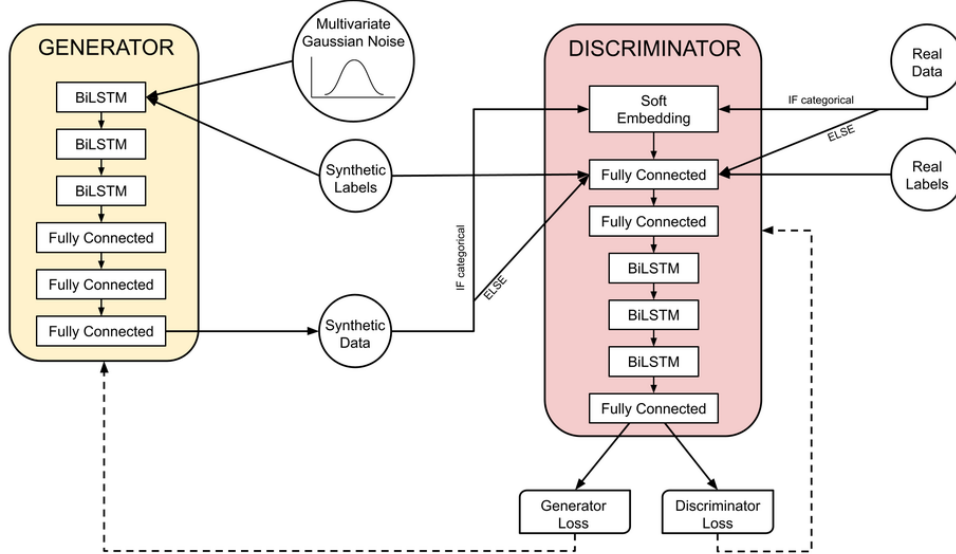 GENERATOR
BiLSTM
BiLSTM
BiLSTM
Fully Connected
Fully Connected
Fully Connected
Multivariate
Gaussian Noise
Synthetic
Labels
Synthetic
Data
IF categorical
ELSE
DISCRIMINATOR
Soft
Embedding
Fully Connected
Fully Connected
BiLSTM
BiLSTM
BiLSTM
Fully Connected
IF categorical
ELSE
Real
Data
Real
Labels
Generator
Loss
Discriminator
Loss